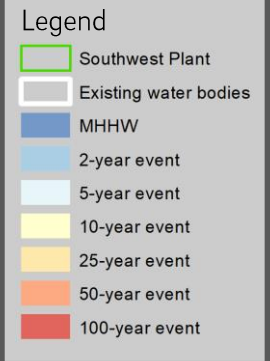 Legend
Southwest Plant
Existing water bodies
MHHW
2-year event
5-year event
10-year event
25-year event
50-year event
100-year event